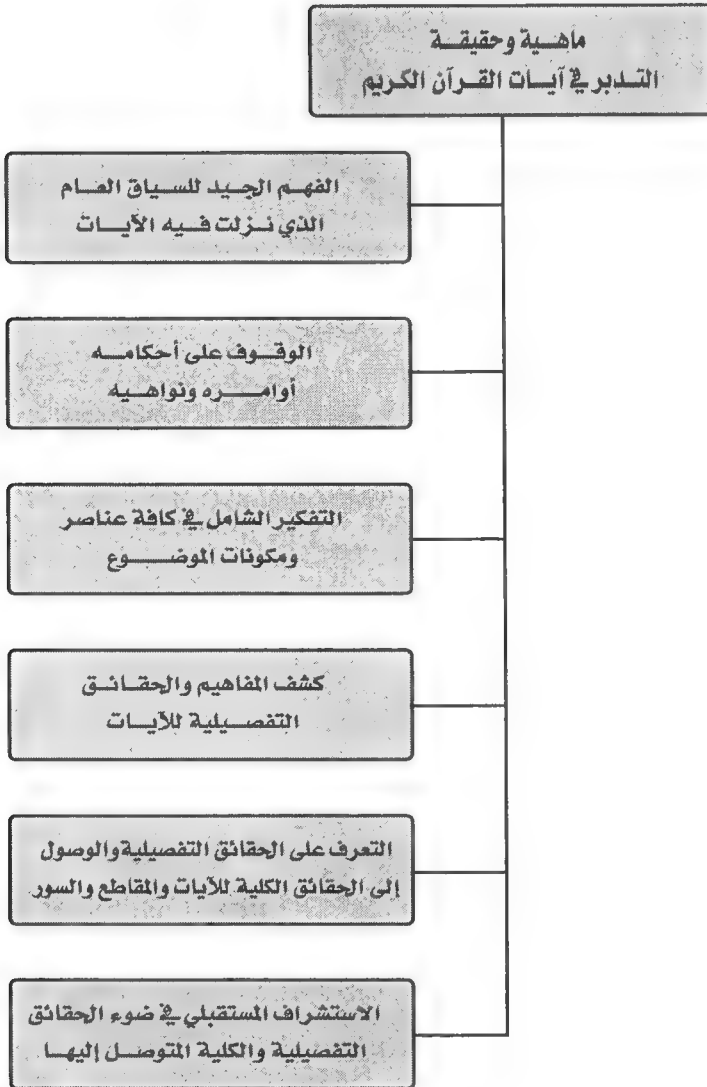 ماهية وحقيقة
التدبر في آيات القرآن الكريم
الفهم الجيد للسياق العام
الذي نزلت فيه الآيات
الوقوف على أحكامه
أوامره ونواهيه
التفكير الشامل في كافة عناصر
ومكونات الموضوع
كشف المفاهيم والحقائق
التفصيلية للآيات
التعرف على الحقائق التفصيلية والوصول
إلى الحقائق الكلية للآيات والمقاطع والسور
الاستشراف المستقبلي في ضوء الحقائق
التفصيلية والكلية المتوصل إليها